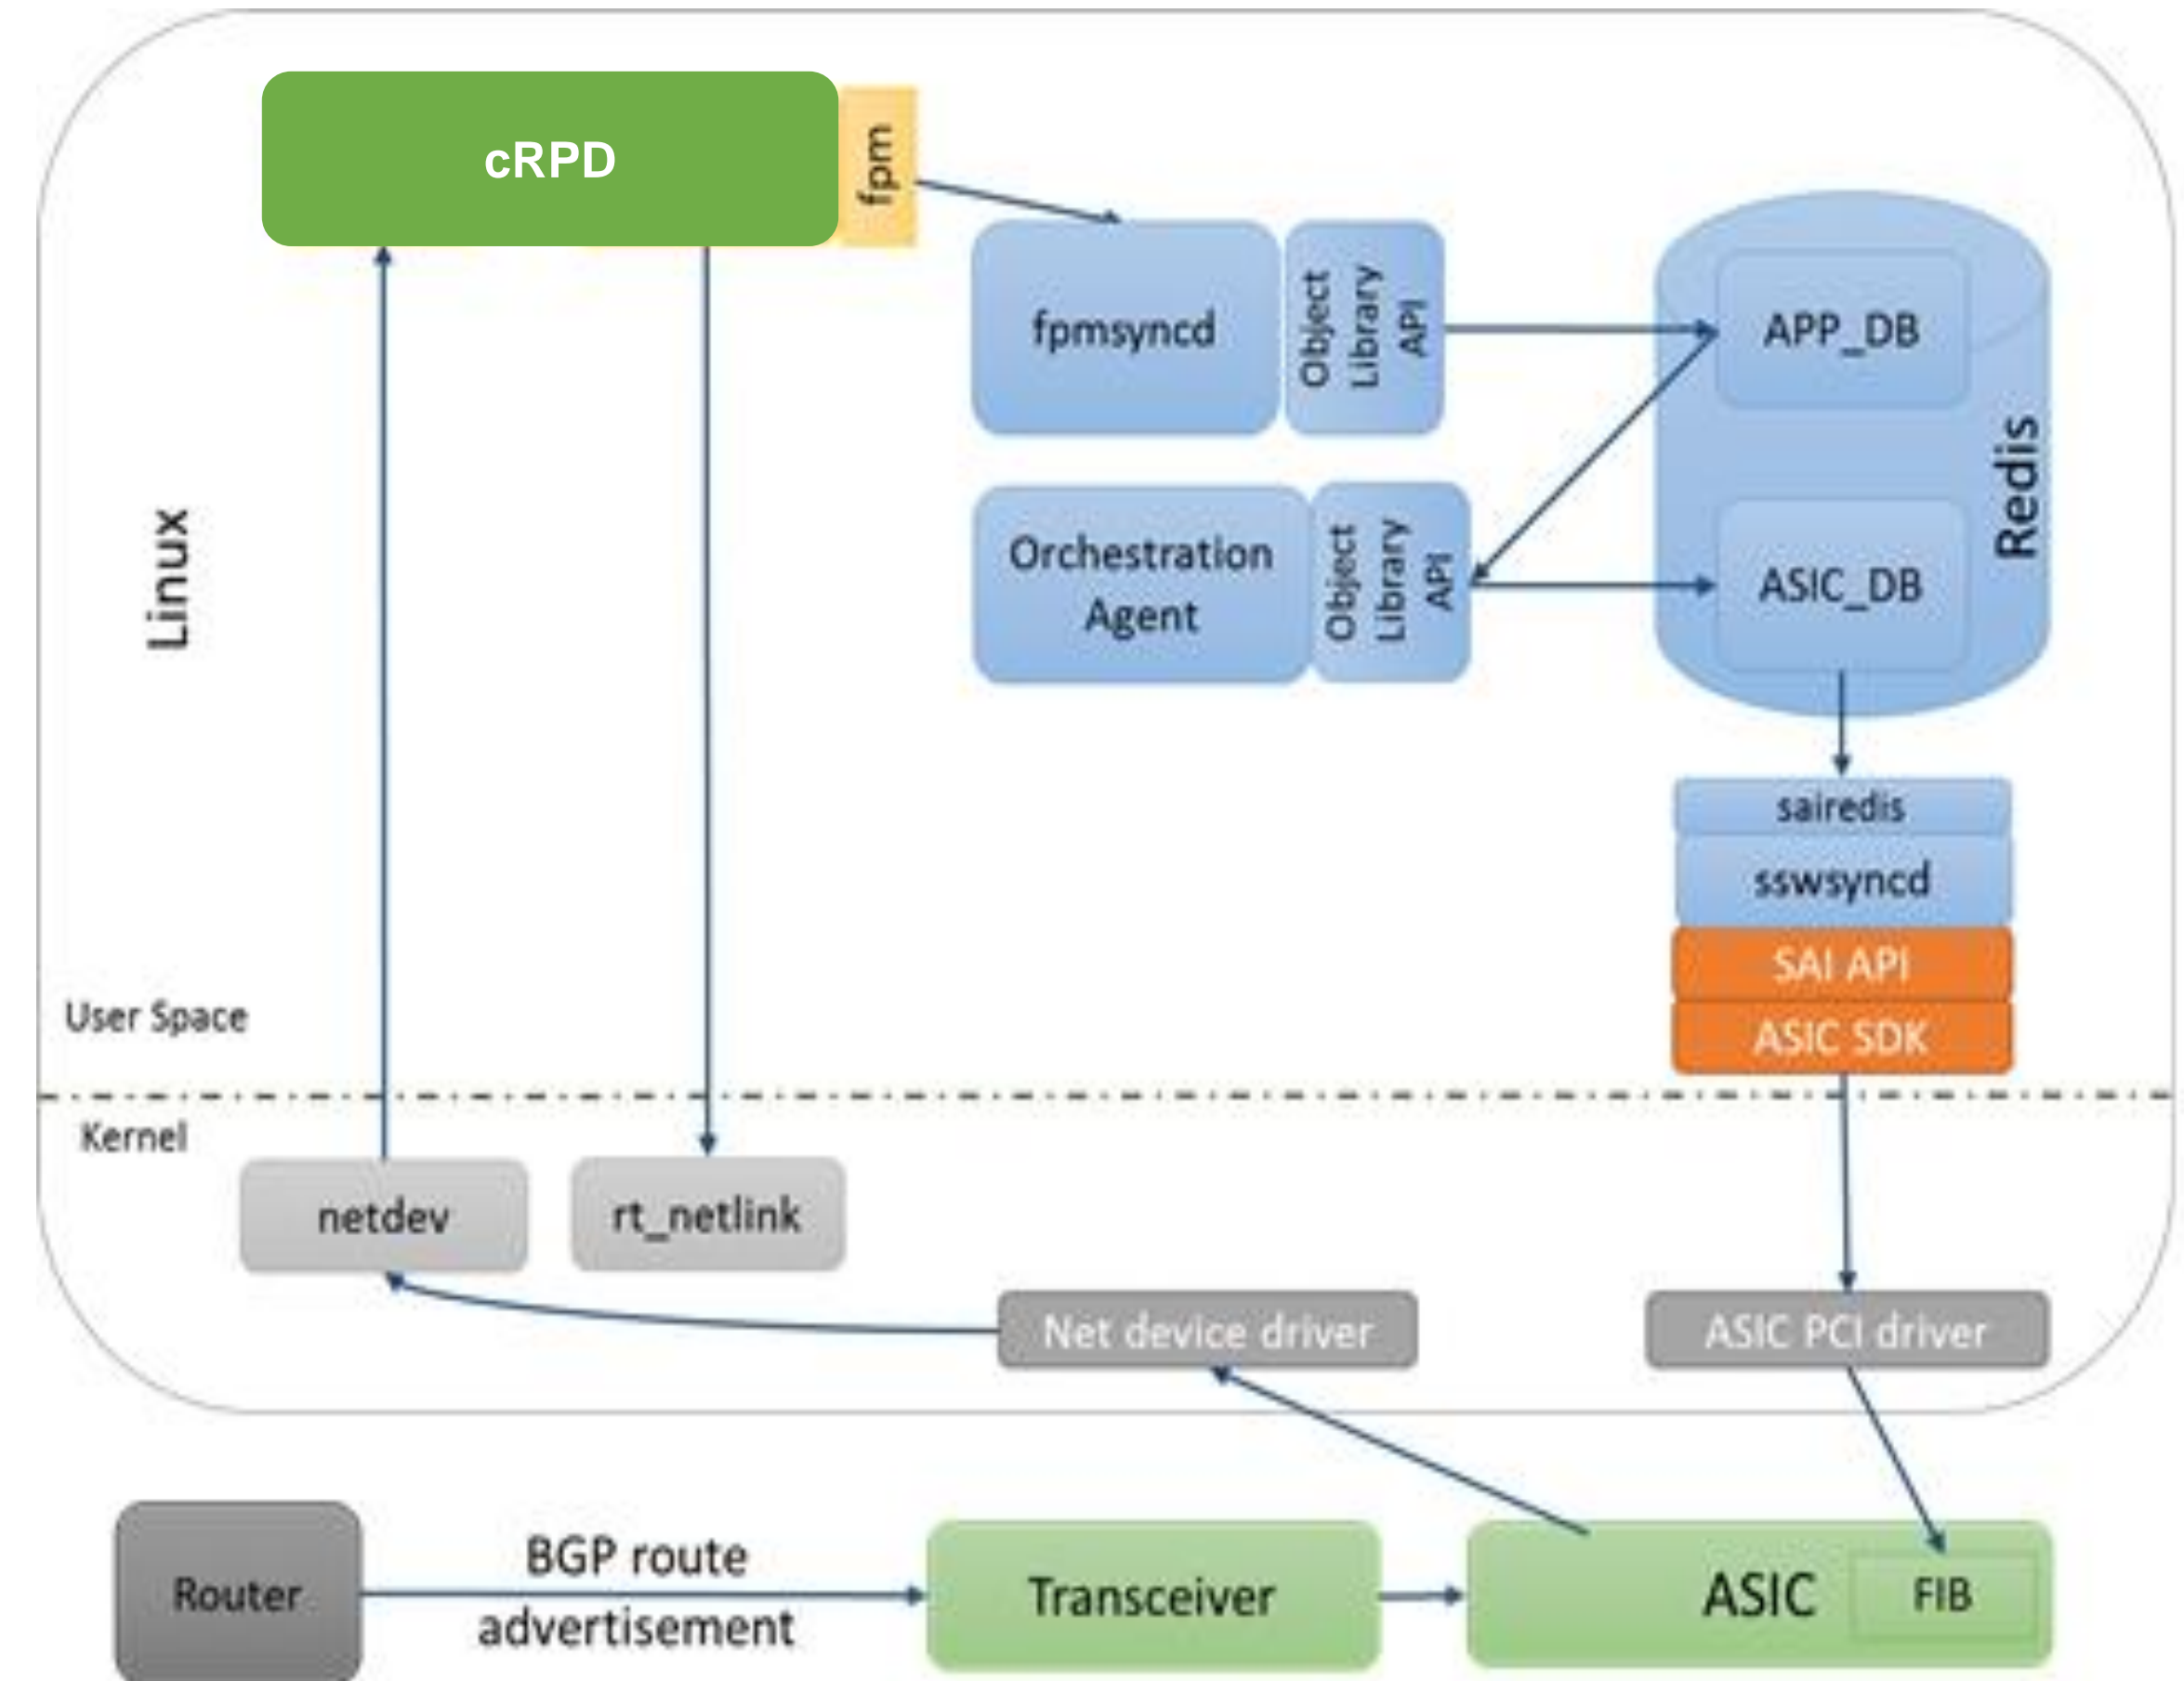 cRPD
fpm
fpmsyncd
Object
Library
API
APP_DB
Redis
Linux
Orchestration
Agent
Object
Library
API
ASIC_DB
sairedis
sswsyncd
SAI API
ASIC SDK
User Space
Kernel
netdev
rt_netlink
Net device driver
ASIC PCI driver
Router
BGP route
advertisement
Transceiver
ASIC
FIB